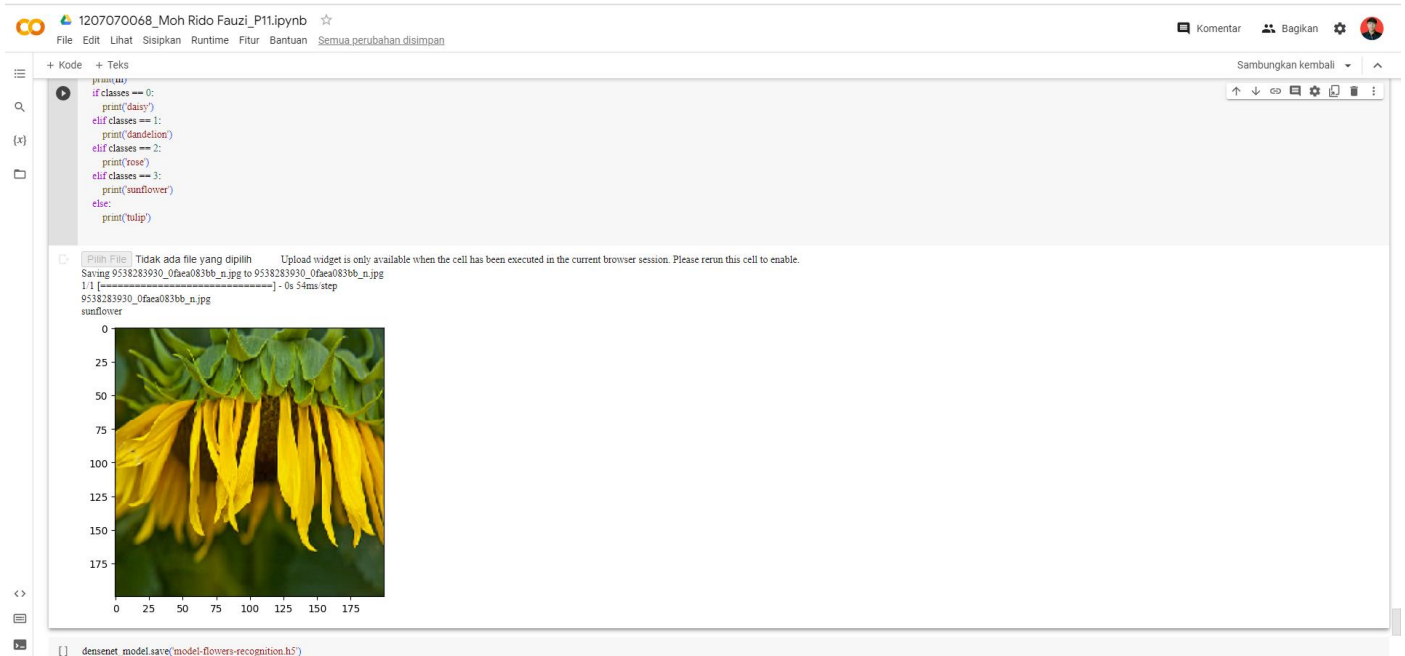 1207070068_Moh Rido Fauzi_P11.ipynb
Komentar Bagikan
File Edit Lihat Sisipkan Runtime Fitur Bantuan Semua perubahan disimpan
+ Kode + Teks Sambungkan kembali
print(fn)
if classes == 0:
print('daisy')
elif classes == 1:
print('dandelion')
elif classes == 2:
print('rose')
elif classes == 3:
print('sunflower')
else:
print('tulip')
Pilih File Tidak ada file yang dipilih Upload widget is only available when the cell has been executed in the current browser session. Please rerun this cell to enable.
Saving 9538283930_0faea083bb_n.jpg to 9538283930_0faea083bb_n.jpg
1/1 [==============================] - 0s 54ms/step
9538283930_0faea083bb_n.jpg
sunflower
0
25
50
75
100
125
150
175
0 25 50 75 100 125 150 175
[ ] densenet_model.save('model-flowers-recognition.h5')